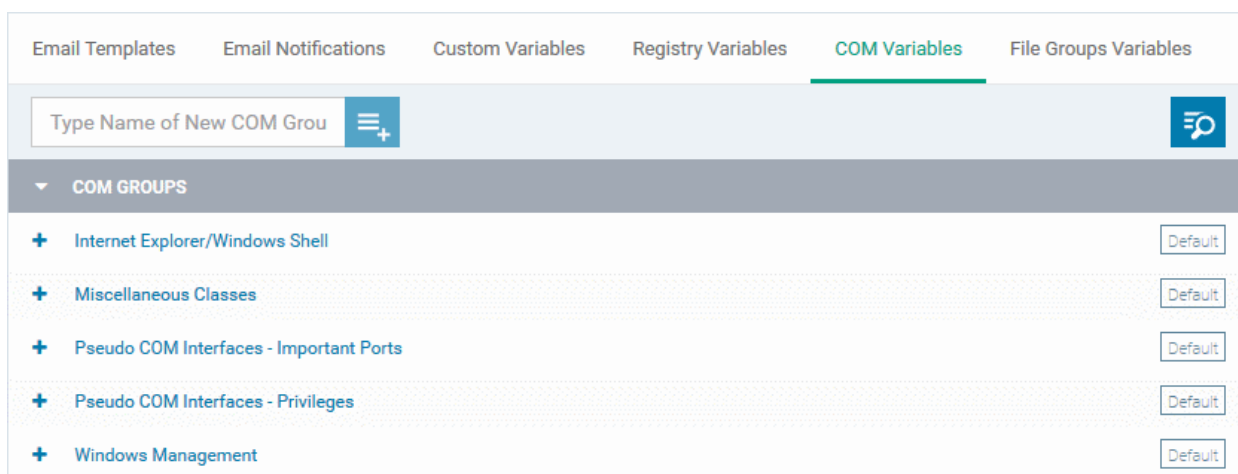 Email Templates Email Notifications Custom Variables Registry Variables COM Variables File Groups Variables
Type Name of New COM Grou
COM GROUPS
Internet Explorer/Windows Shell Default
Miscellaneous Classes Default
Pseudo COM Interfaces - Important Ports Default
Pseudo COM Interfaces - Privileges Default
Windows Management Default